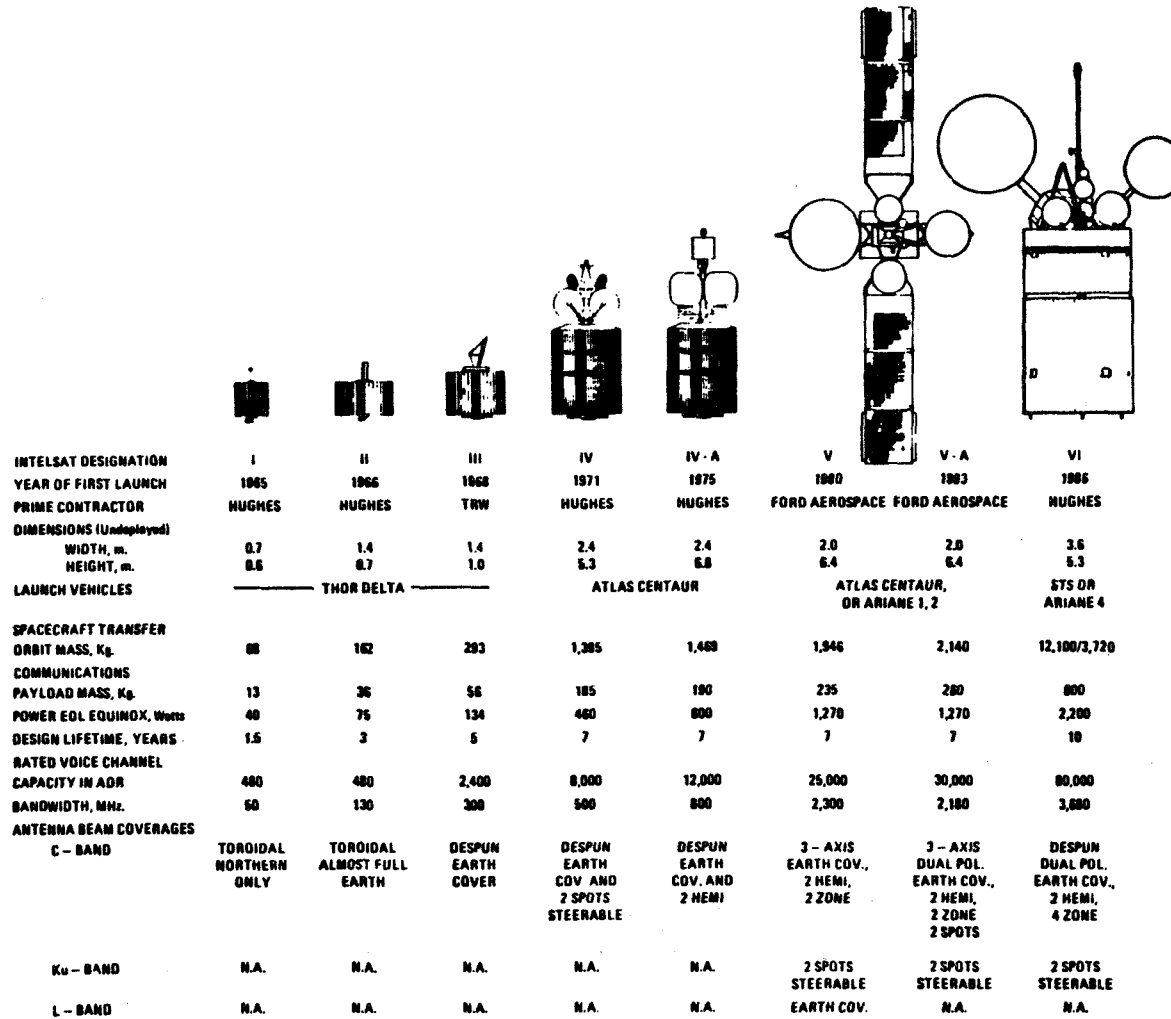 INTELSAT DESIGNATION I II III IV IV - A V V - A VI
YEAR OF FIRST LAUNCH 1965 1966 1968 1971 1975 1980 1983 1986
PRIME CONTRACTOR HUGHES HUGHES TRW HUGHES HUGHES FORD AEROSPACE FORD AEROSPACE HUGHES
DIMENSIONS (Undeployed)
WIDTH, m. 0.7 1.4 1.4 2.4 2.4 2.0 2.0 3.6
HEIGHT, m. 0.6 0.7 1.0 5.3 6.8 6.4 6.4 5.3
LAUNCH VEHICLES THOR DELTA ATLAS CENTAUR ATLAS CENTAUR, STS OR
OR ARIANE 1, 2 ARIANE 4
SPACECRAFT TRANSFER
ORBIT MASS, Kg. 68 162 293 1,385 1,469 1,946 2,140 12,100/3,720
COMMUNICATIONS
PAYLOAD MASS, Kg. 13 36 56 185 190 235 280 800
POWER EOL EQUINOX, Watts 40 75 134 460 800 1,270 1,270 2,200
DESIGN LIFETIME, YEARS 1.5 3 5 7 7 7 7 10
RATED VOICE CHANNEL
CAPACITY IN AOR 480 480 2,400 8,000 12,000 25,000 30,000 80,000
BANDWIDTH, MHz. 50 130 300 500 800 2,300 2,180 3,680
ANTENNA BEAM COVERAGES
C – BAND TOROIDAL TOROIDAL DESPUN DESPUN DESPUN 3 – AXIS 3 – AXIS DESPUN
NORTHERN ALMOST FULL EARTH EARTH EARTH EARTH COV., DUAL POL. DUAL POL.
ONLY EARTH COVER COV AND COV. AND 2 HEMI, EARTH COV., EARTH COV.,
2 SPOTS 2 HEMI 2 ZONE 2 HEMI, 2 HEMI,
STEERABLE 2 ZONE 4 ZONE
2 SPOTS
Ku – BAND N.A. N.A. N.A. N.A. N.A. 2 SPOTS 2 SPOTS 2 SPOTS
STEERABLE STEERABLE STEERABLE
L – BAND N.A. N.A. N.A. N.A. N.A. EARTH COV. N.A. N.A.